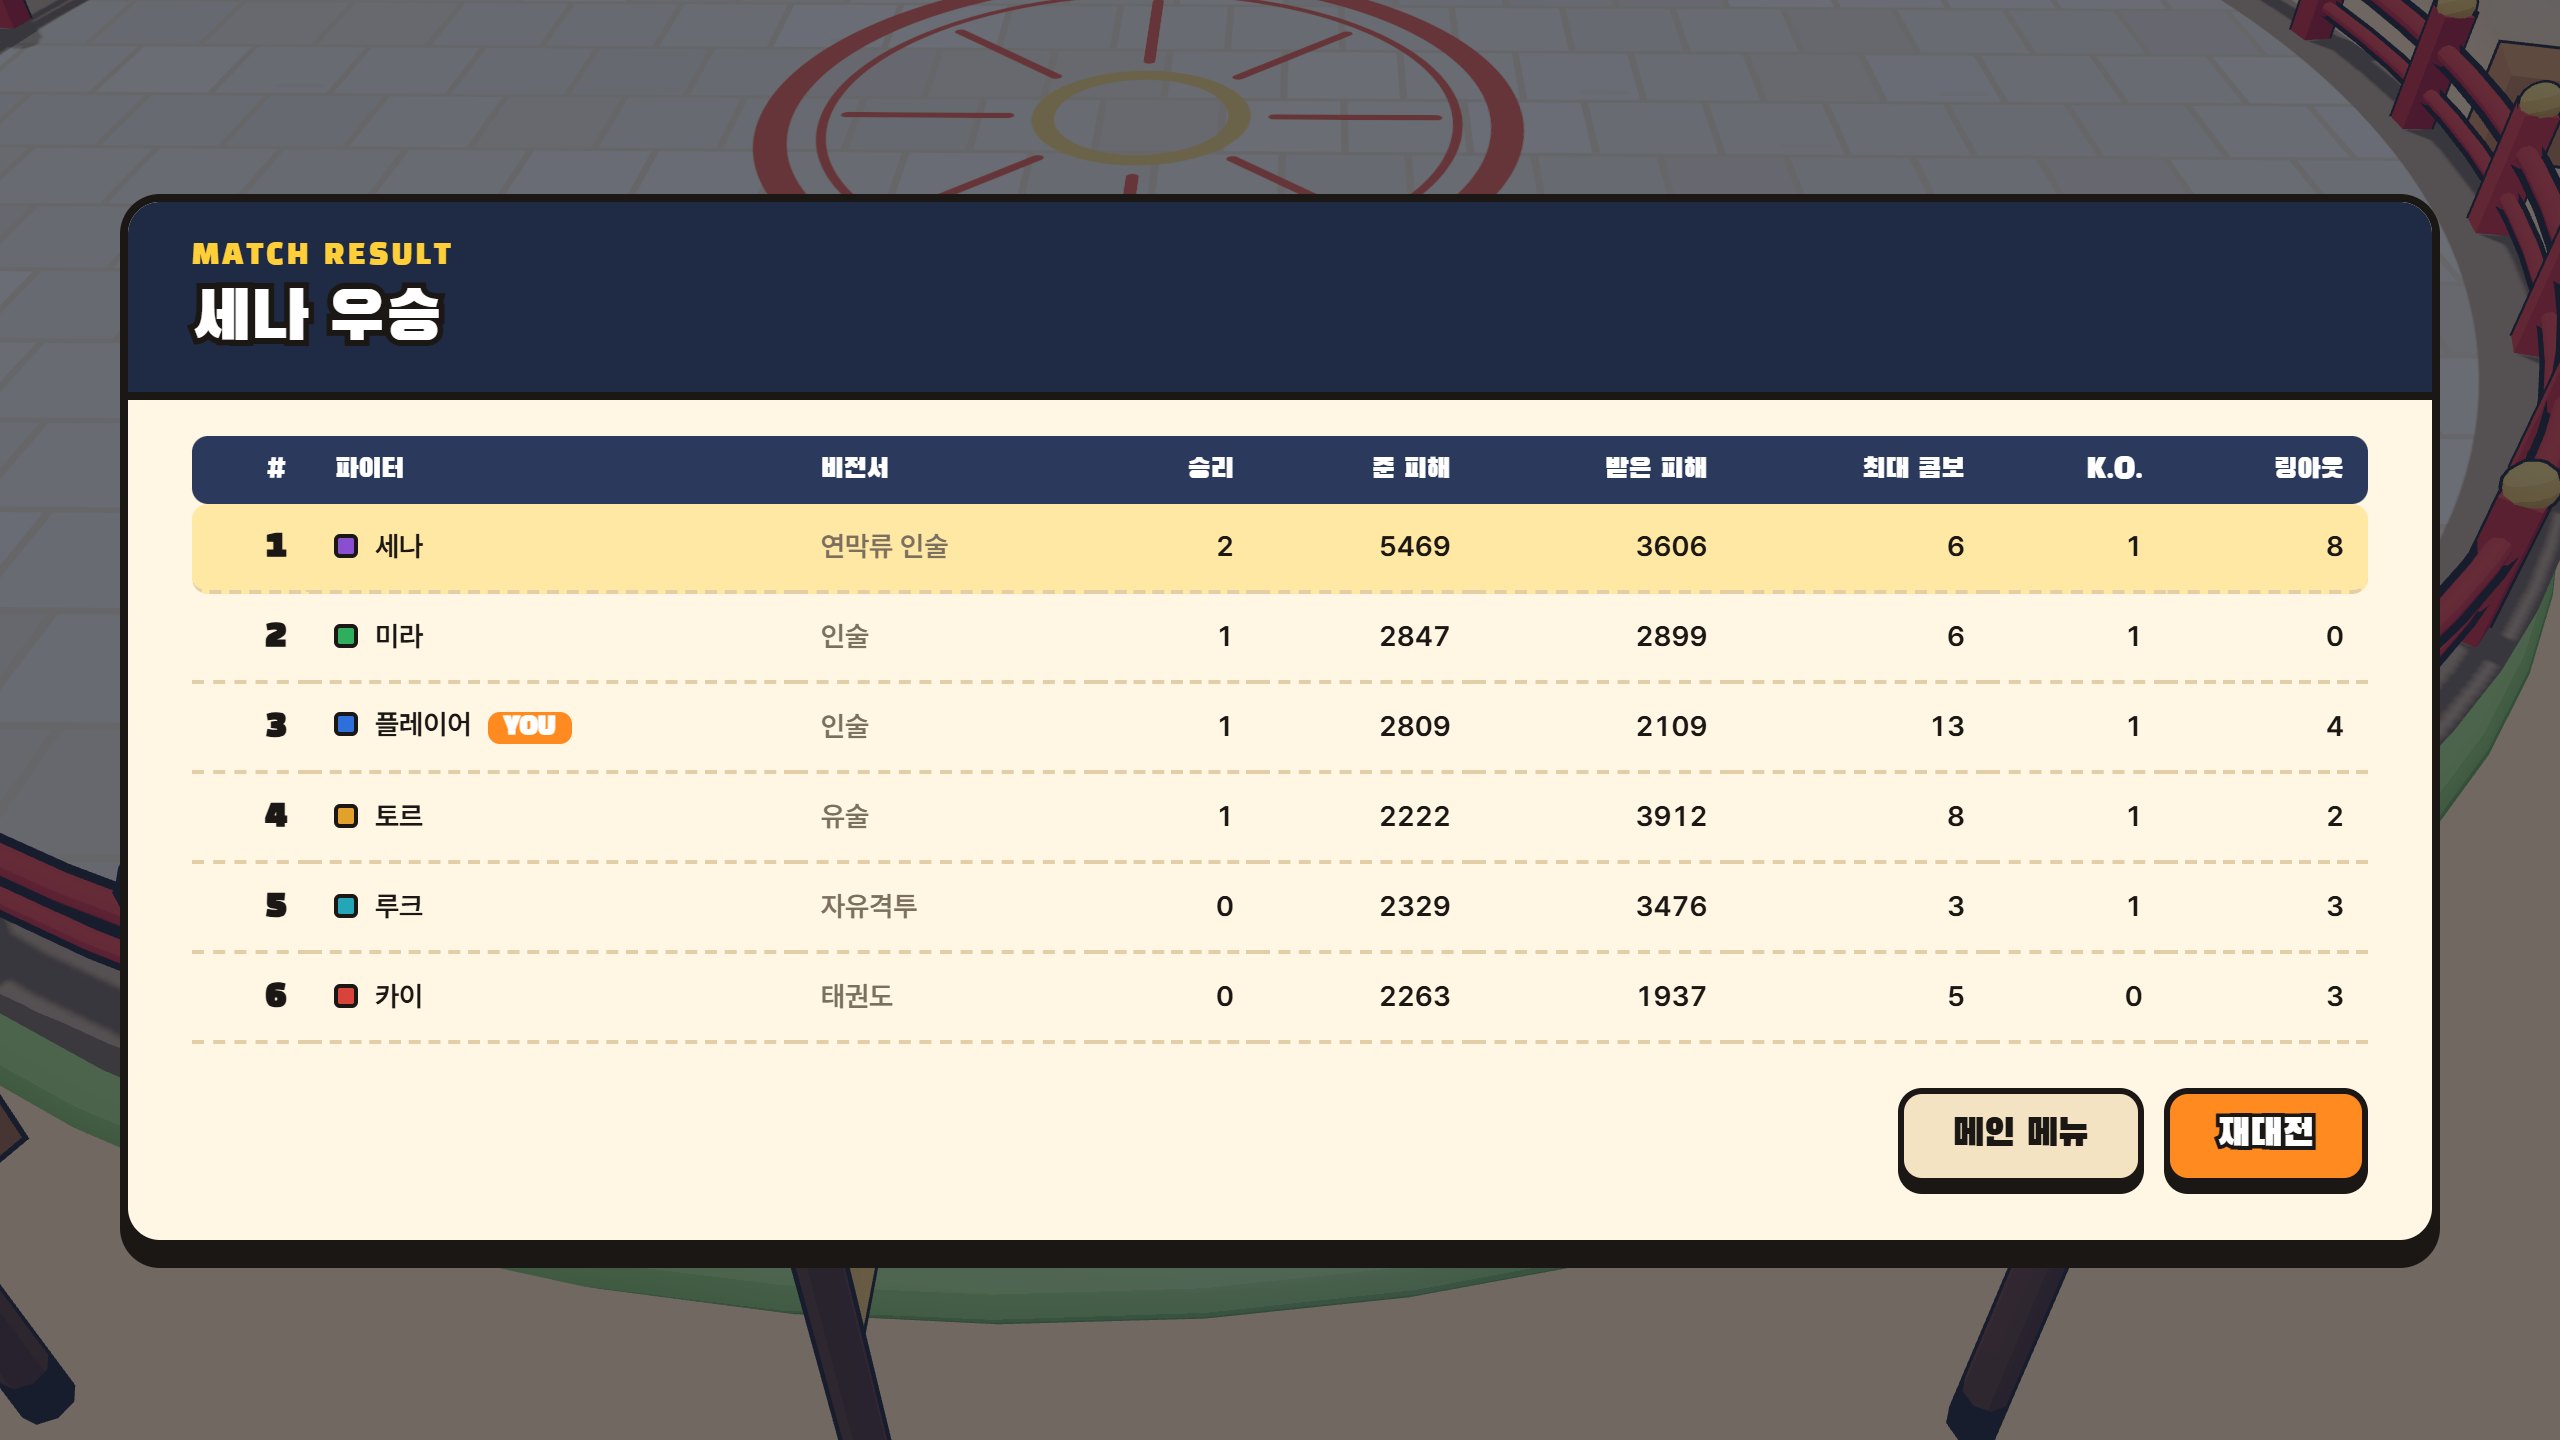 MATCH RESULT
세나 우승
# 파이터 비전서 승리 준 피해 받은 피해 최대 콤보 K.O. 링아웃
1 세나 연막류 인술 2 5469 3606 6 1 8
2 미라 인술 1 2847 2899 6 1 0
3 플레이어 YOU 인술 1 2809 2109 13 1 4
4 토르 유술 1 2222 3912 8 1 2
5 루크 자유격투 0 2329 3476 3 1 3
6 카이 태권도 0 2263 1937 5 0 3
메인 메뉴 재대전